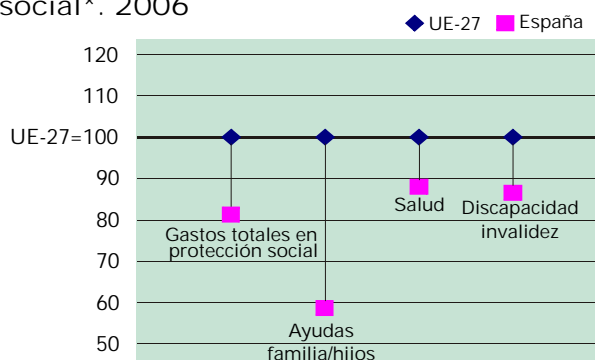 social*. 2006
UE-27 España
120
110
UE-27=100
90
80
70
60
50
Gastos totales en
protección social
Ayudas
familia/hijos
Salud
Discapacidad
invalidez